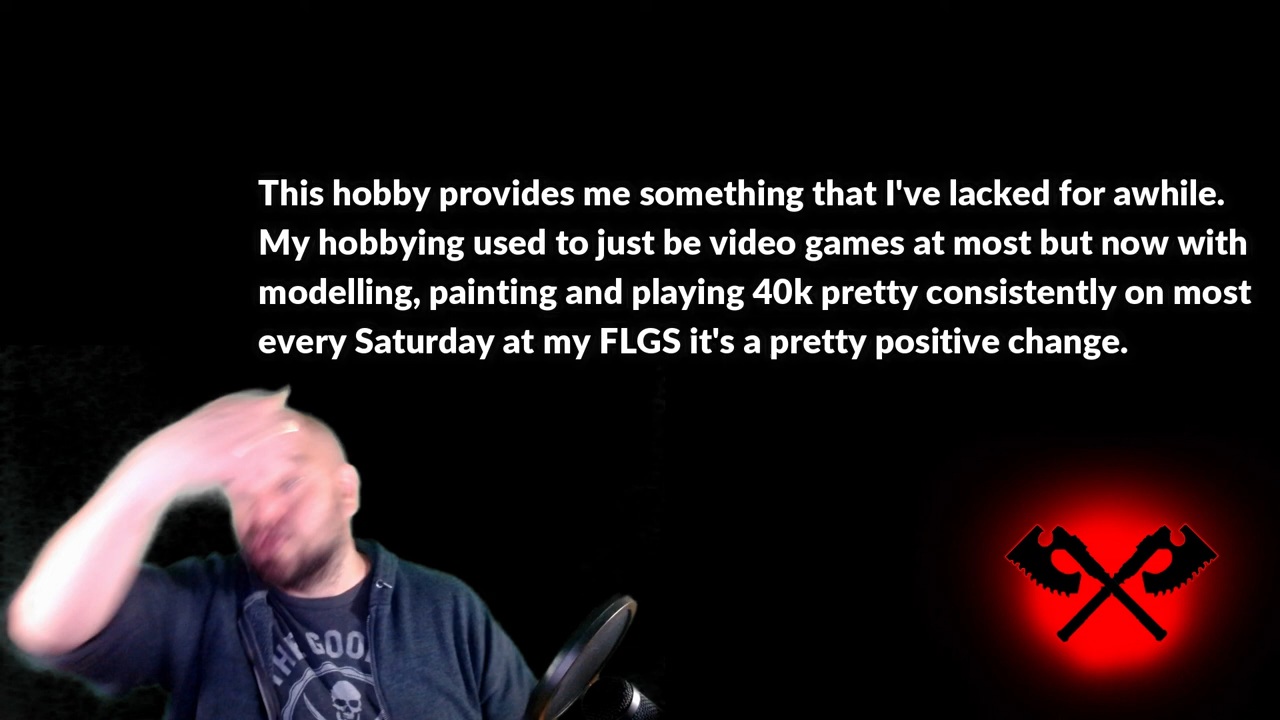 This hobby provides me something that I've lacked for awhile.
My hobbying used to just be video games at most but now with
modelling, painting and playing 40k pretty consistently on most
every Saturday at my FLGS it's a pretty positive change.
THE GOO